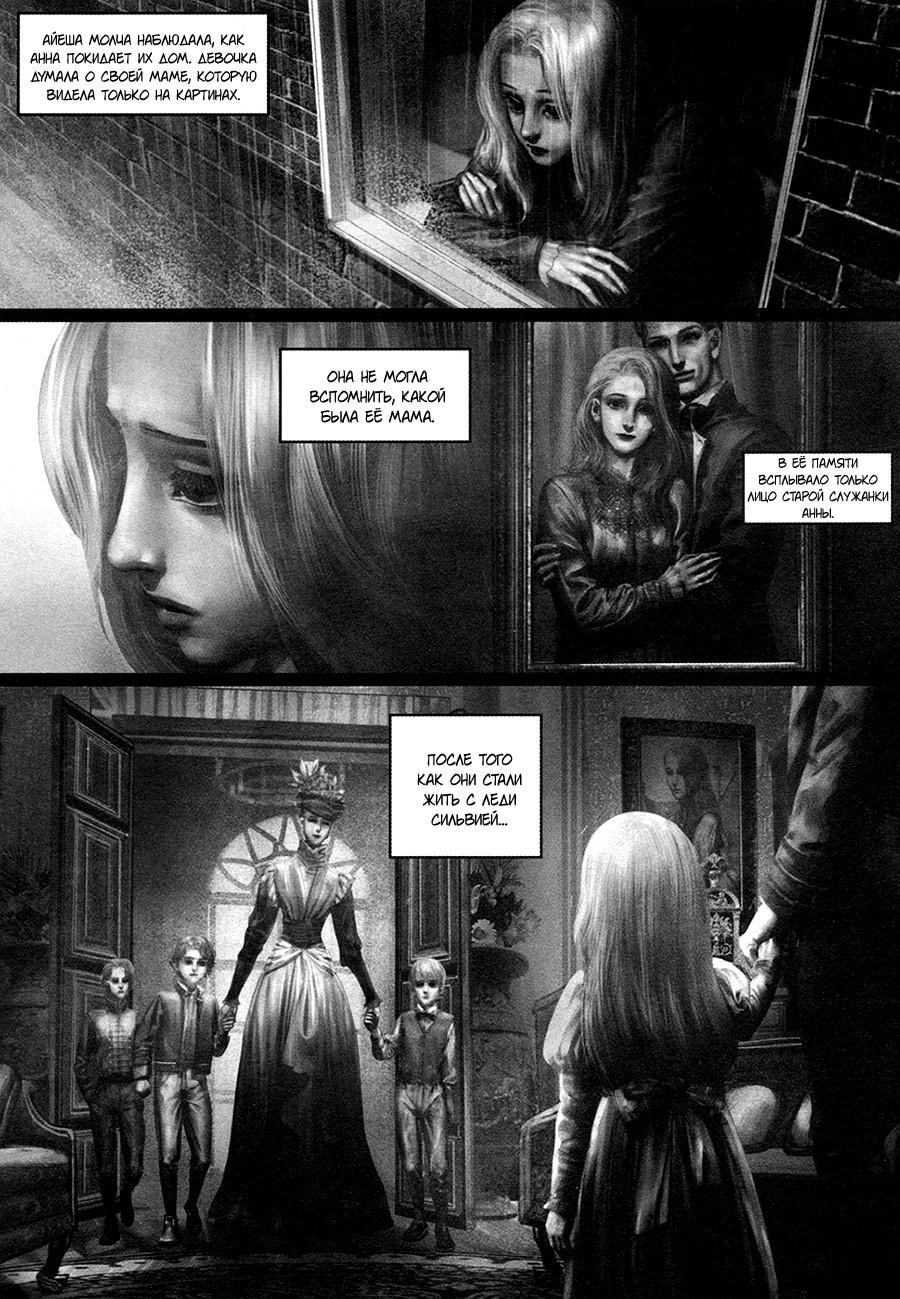 АЙЕША МОЛЧА НАБЛЮДАЛА, КАК
АННА ПОКИДАЕТ ИХ ДОМ. ДЕВОЧКА
ДУМАЛА О СВОЕЙ МАМЕ, КОТОРУЮ
ВИДЕЛА ТОЛЬКО НА КАРТИНАХ.
ОНА НЕ МОГЛА
ВСПОМНИТЬ, КАКОЙ
БЫЛА ЕЁ МАМА.
В ЕЁ ПАМЯТИ
ВСПЛЫВАЛО ТОЛЬКО
ЛИЦО СТАРОЙ СЛУЖАНКИ
АННЫ.
ПОСЛЕ ТОГО
КАК ОНИ СТАЛИ
ЖИТЬ С ЛЕДИ
СИЛЬВИЕЙ...